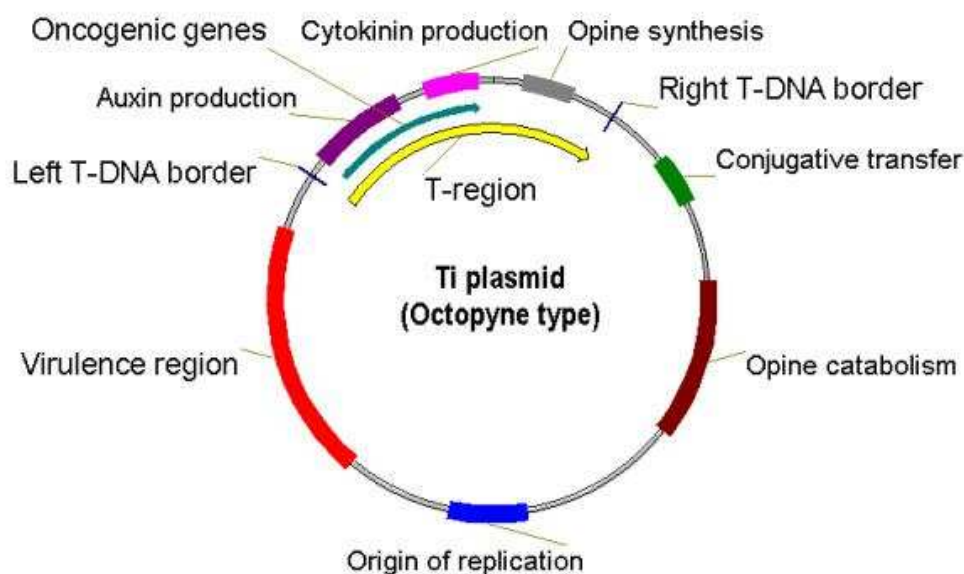 Oncogenic genes
Cytokinin production
Opine synthesis
Auxin production
Right T-DNA border
Left T-DNA border
T-region
Conjugative transfer
Ti plasmid
(Octopyne type)
Virulence region
Opine catabolism
Origin of replication